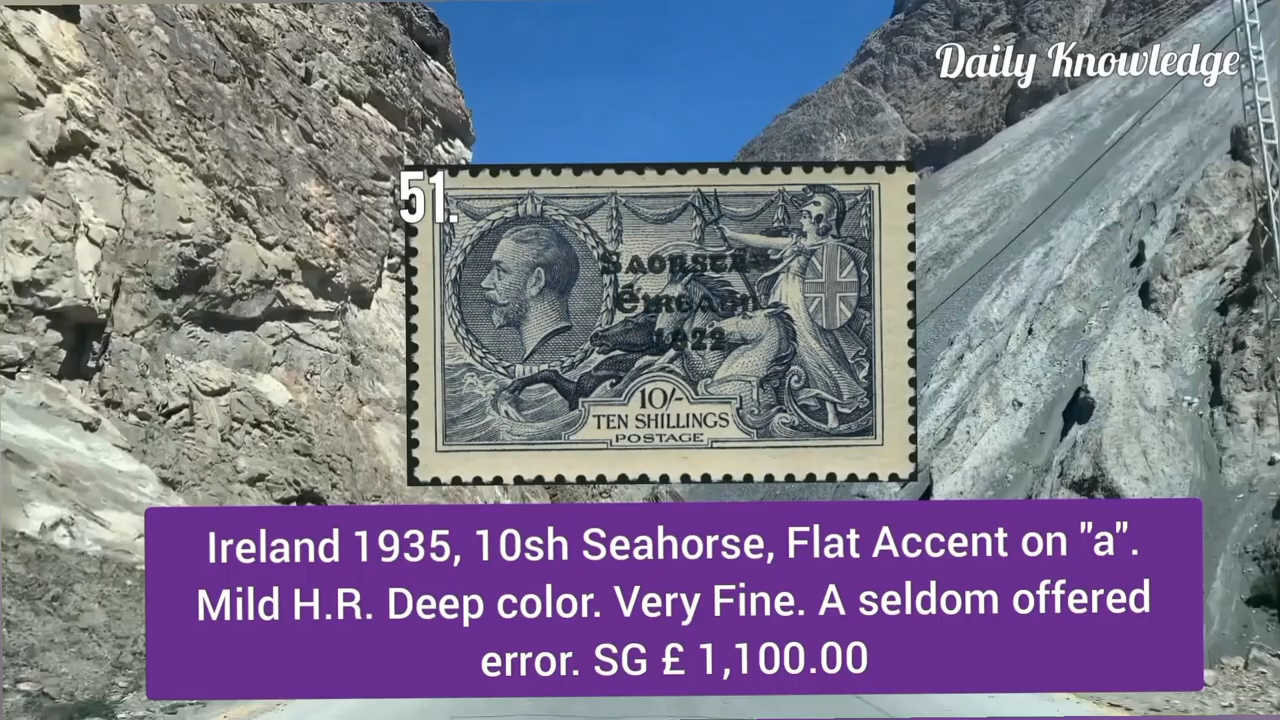 Daily Knowledge
51.
SAORSTÁT
ÉIREANN
1922
10/-
TEN SHILLINGS
POSTAGE
Ireland 1935, 10sh Seahorse, Flat Accent on "a".
Mild H.R. Deep color. Very Fine. A seldom offered
error. SG £ 1,100.00